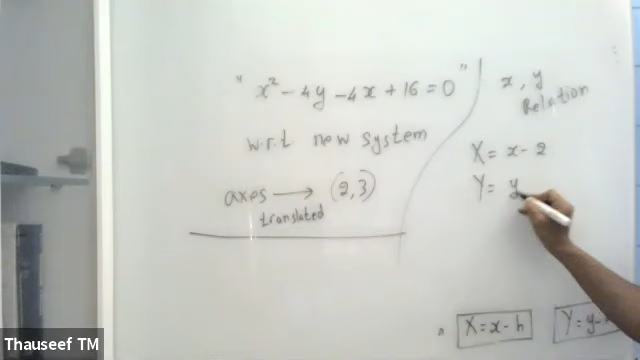 " x² - 4y - 4x + 16 = 0 "
w.r.t new system
axes → (2,3)
translated
x, y
Relation
X = x - 2
Y = y
X = x - h
Y = y -
Thauseef TM